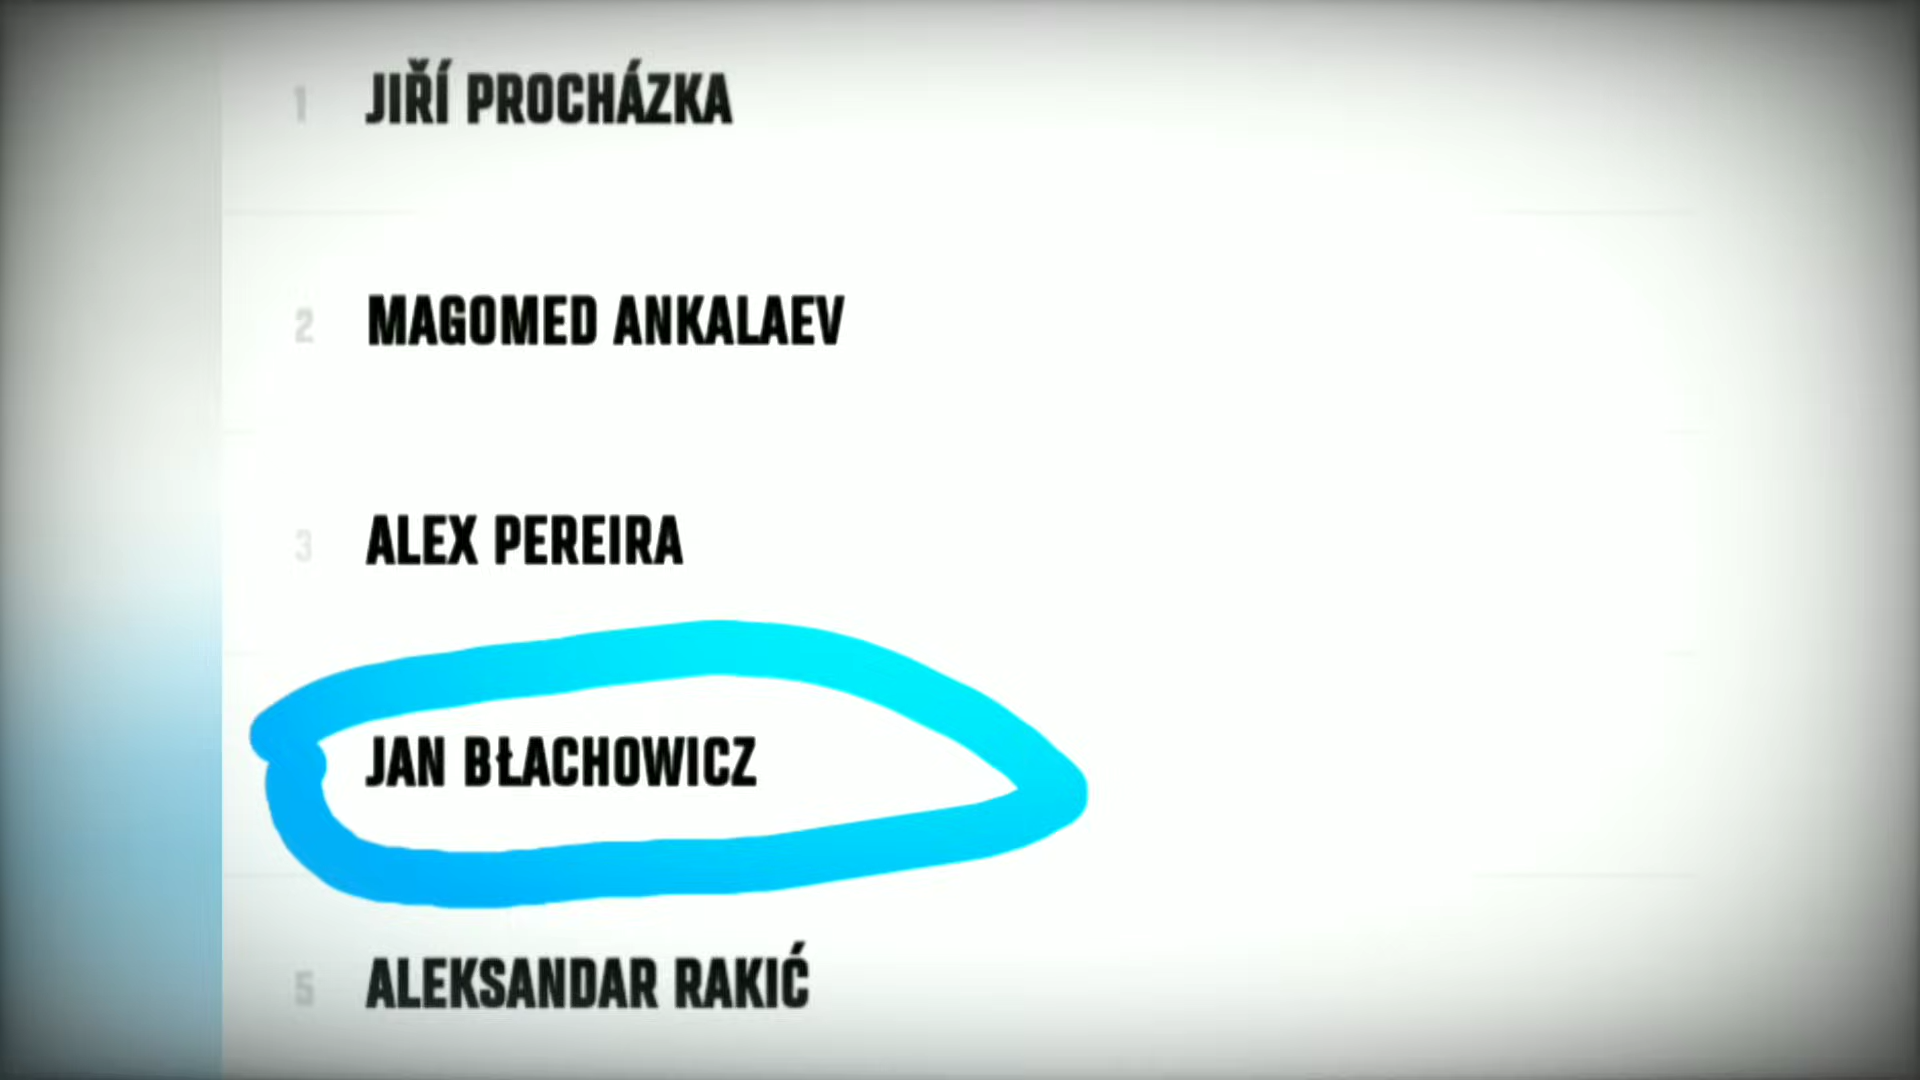 1 JIŘÍ PROCHÁZKA
2 MAGOMED ANKALAEV
3 ALEX PEREIRA
JAN BŁACHOWICZ
5 ALEKSANDAR RAKIĆ